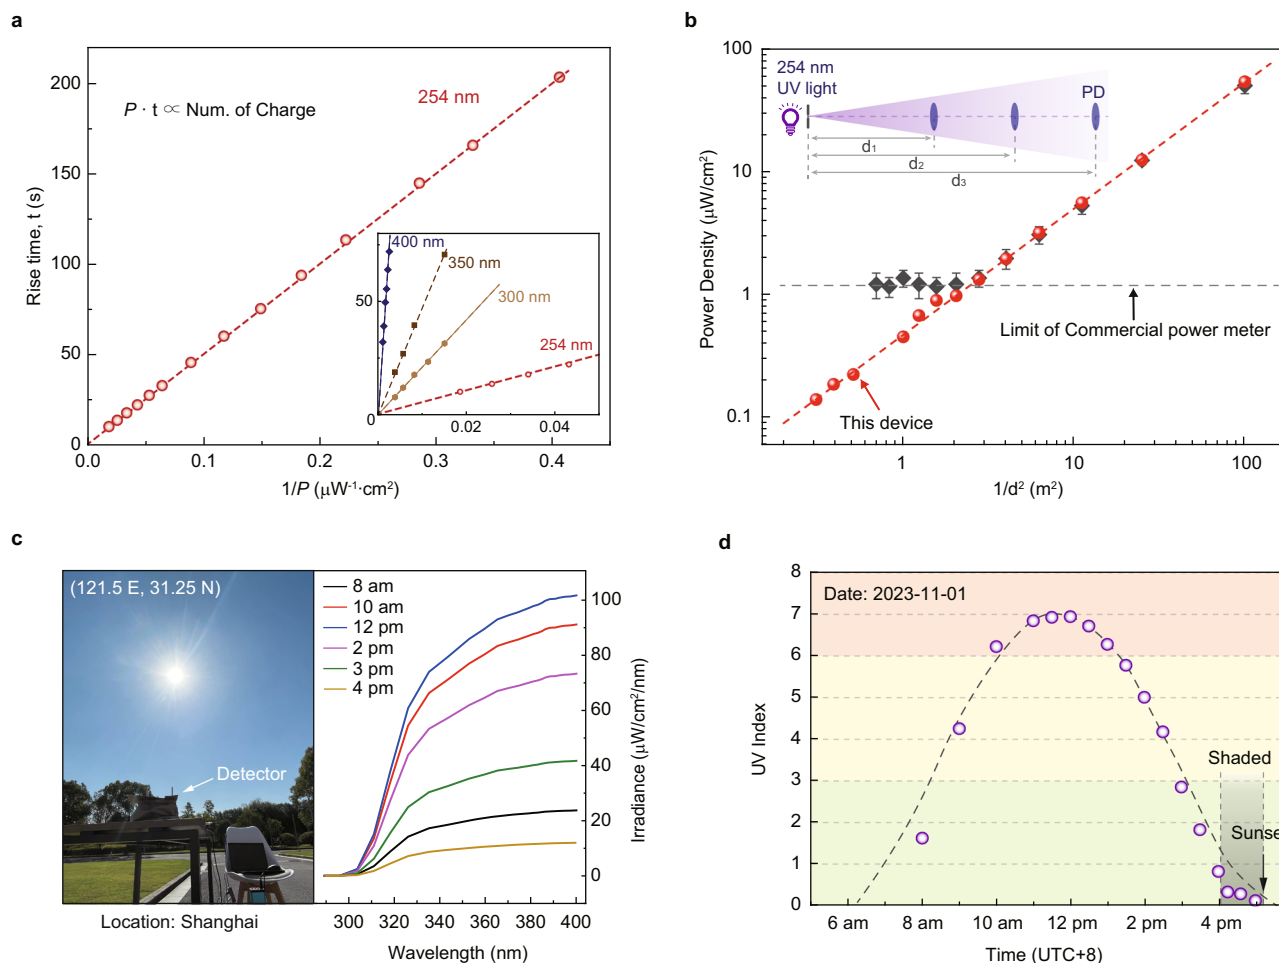 a
200
150
100
50
0
Rise time, t (s)
P · t ∝ Num. of Charge
254 nm
400 nm
350 nm
300 nm
254 nm
50
0
0.02
0.04
0.0
0.1
0.2
0.3
0.4
1/P (μW⁻¹·cm²)
b
100
10
1
0.1
Power Density (μW/cm²)
254 nm
UV light
PD
d₁
d₂
d₃
Limit of Commercial power meter
This device
1
10
100
1/d² (m²)
c
(121.5 E, 31.25 N)
Detector
Location: Shanghai
8 am
10 am
12 pm
2 pm
3 pm
4 pm
100
80
60
40
20
0
Irradiance (μW/cm²/nm)
300
320
340
360
380
400
Wavelength (nm)
d
8
7
6
5
4
3
2
1
0
UV Index
Date: 2023-11-01
Shaded
Sunse
6 am
8 am
10 am
12 pm
2 pm
4 pm
Time (UTC+8)